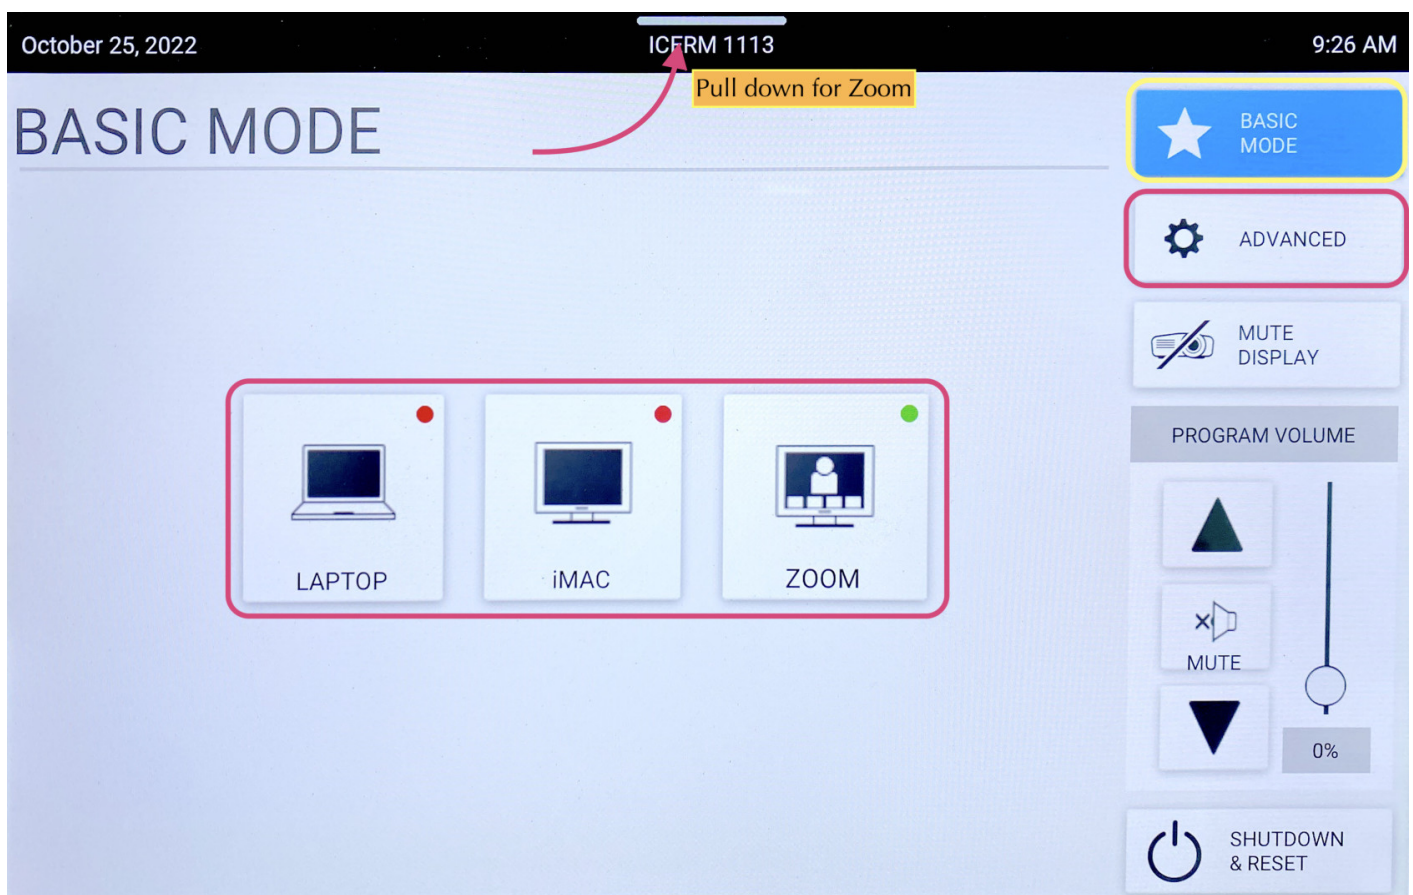 October 25, 2022
ICERM 1113
9:26 AM
Pull down for Zoom
BASIC MODE
BASIC
MODE
ADVANCED
MUTE
DISPLAY
LAPTOP
iMAC
ZOOM
PROGRAM VOLUME
MUTE
0%
SHUTDOWN
& RESET